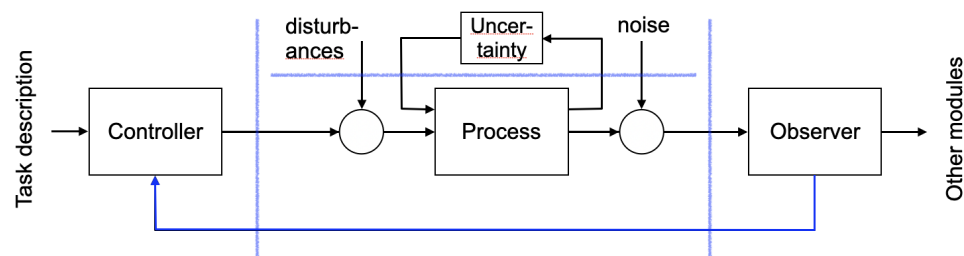 Task description
Controller
disturb-
ances
Uncer-
tainty
Process
noise
Observer
Other modules